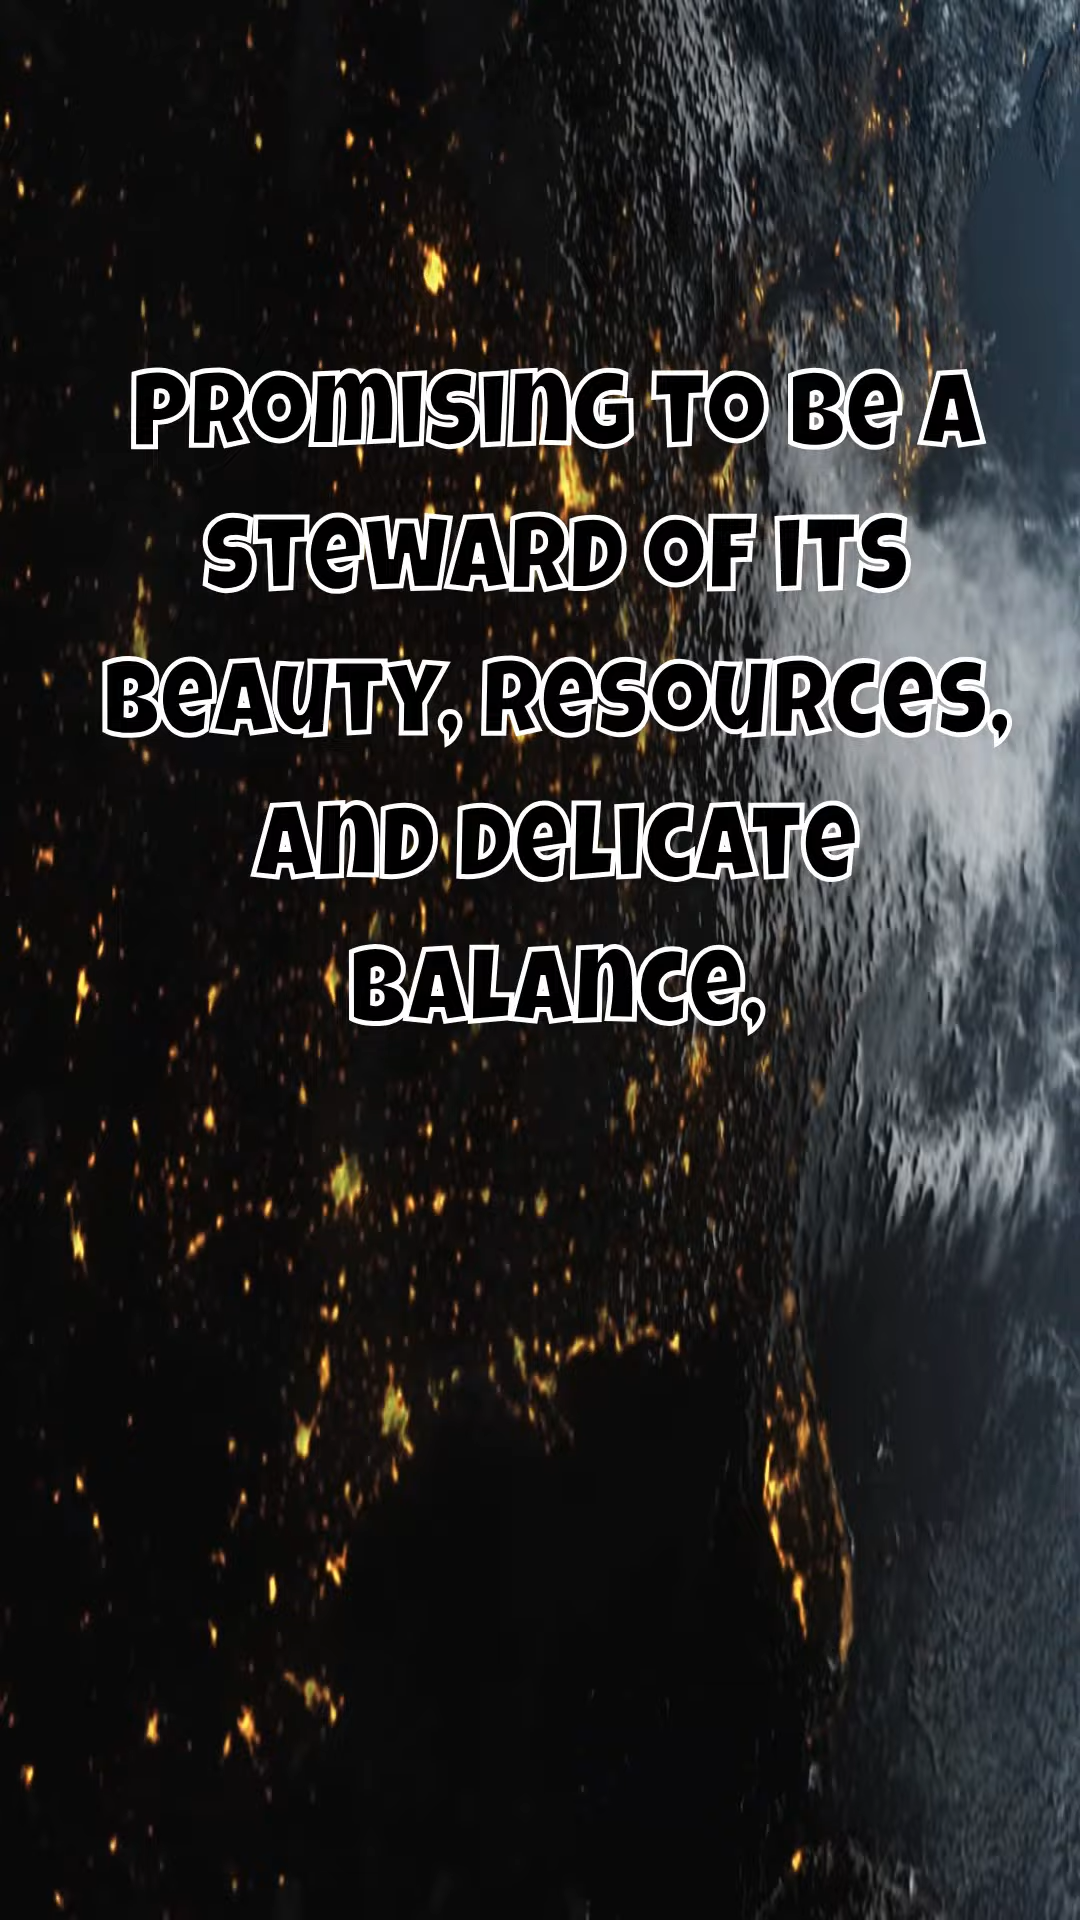 PROMISING TO BE A
STEWARD OF ITS
BEAUTY, RESOURCES,
AND DELICATE
BALANCE,